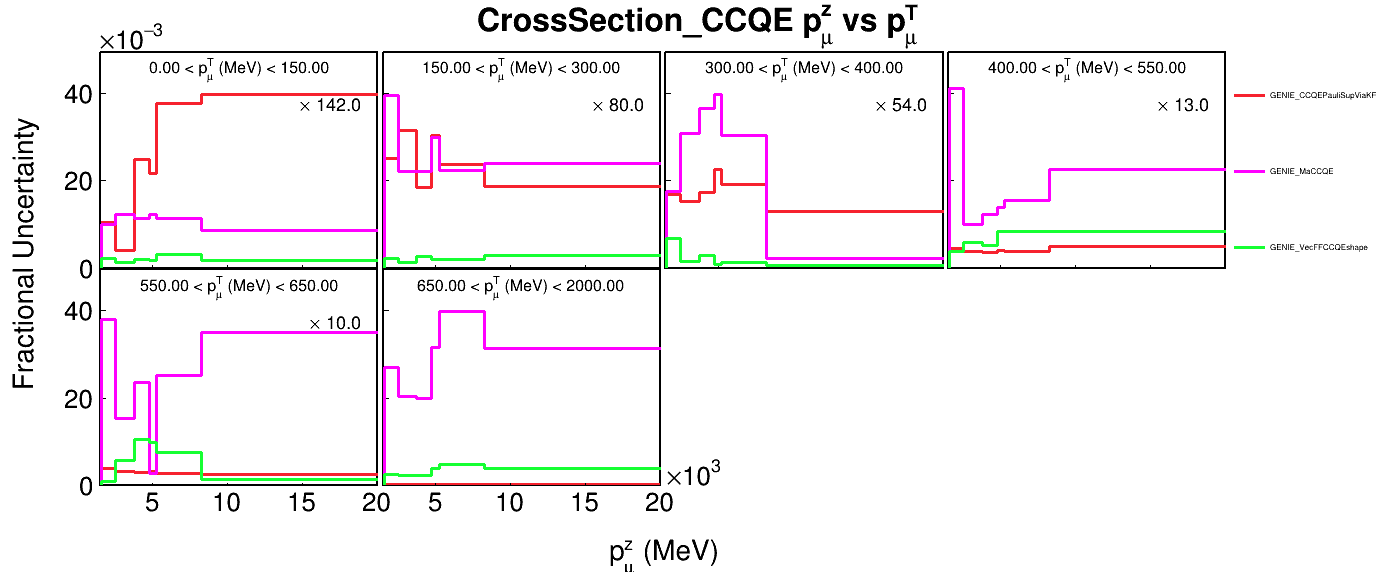 CrossSection_CCQE p^z_μ vs p^T_μ
×10^−3
0.00 < p^T_μ (MeV) < 150.00
× 142.0
150.00 < p^T_μ (MeV) < 300.00
× 80.0
300.00 < p^T_μ (MeV) < 400.00
× 54.0
400.00 < p^T_μ (MeV) < 550.00
× 13.0
GENIE_CCQEPauliSupViaKF
GENIE_MaCCQE
GENIE_VecFFCCQEshape
40
20
0
Fractional Uncertainty
550.00 < p^T_μ (MeV) < 650.00
× 10.0
650.00 < p^T_μ (MeV) < 2000.00
40
20
0
5 10 15 20
5 10 15 20
×10^3
p^z_μ (MeV)